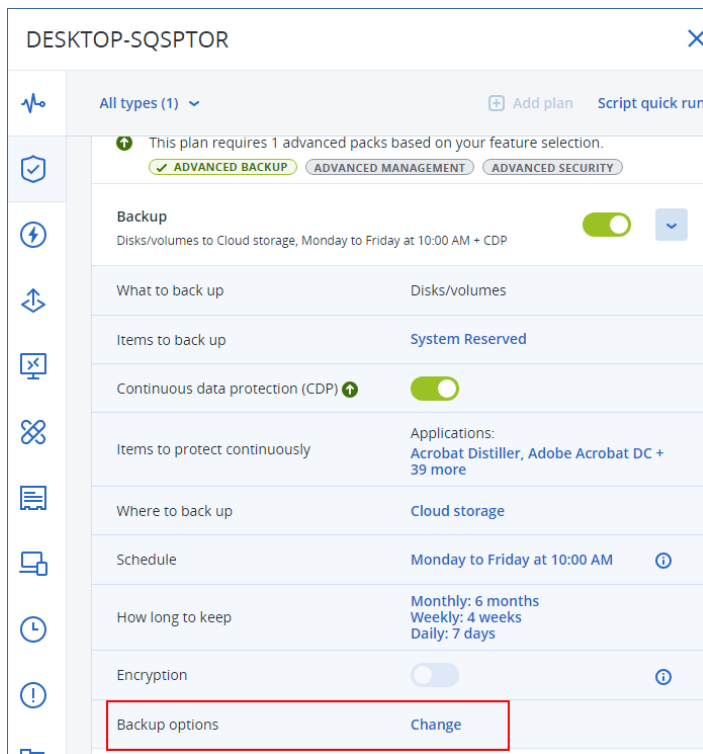 DESKTOP-SQSPTOR
All types (1)
Add plan
Script quick run
This plan requires 1 advanced packs based on your feature selection.
ADVANCED BACKUP
ADVANCED MANAGEMENT
ADVANCED SECURITY
Backup
Disks/volumes to Cloud storage, Monday to Friday at 10:00 AM + CDP
What to back up
Disks/volumes
Items to back up
System Reserved
Continuous data protection (CDP)
Items to protect continuously
Applications:
Acrobat Distiller, Adobe Acrobat DC +
39 more
Where to back up
Cloud storage
Schedule
Monday to Friday at 10:00 AM
How long to keep
Monthly: 6 months
Weekly: 4 weeks
Daily: 7 days
Encryption
Backup options
Change